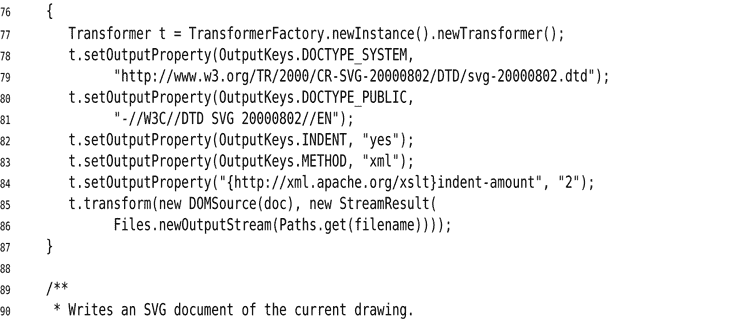 76 {
77 Transformer t = TransformerFactory.newInstance().newTransformer();
78 t.setOutputProperty(OutputKeys.DOCTYPE_SYSTEM,
79 "http://www.w3.org/TR/2000/CR-SVG-20000802/DTD/svg-20000802.dtd");
80 t.setOutputProperty(OutputKeys.DOCTYPE_PUBLIC,
81 "-//W3C//DTD SVG 20000802//EN");
82 t.setOutputProperty(OutputKeys.INDENT, "yes");
83 t.setOutputProperty(OutputKeys.METHOD, "xml");
84 t.setOutputProperty("{http://xml.apache.org/xslt}indent-amount", "2");
85 t.transform(new DOMSource(doc), new StreamResult(
86 Files.newOutputStream(Paths.get(filename))));
87 }
88
89 /**
90 * Writes an SVG document of the current drawing.